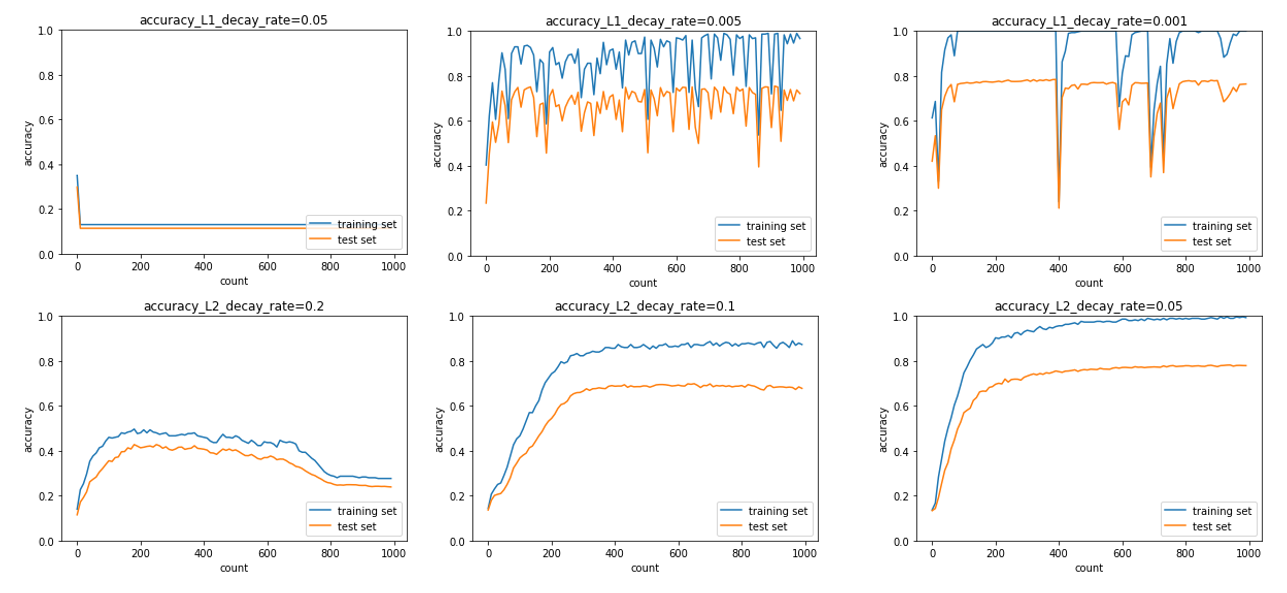 accuracy_L1_decay_rate=0.05
1.0
0.8
0.6
0.4
0.2
0.0
accuracy
0
200
400
600
800
1000
count
training set
test set
accuracy_L1_decay_rate=0.005
1.0
0.8
0.6
0.4
0.2
0.0
accuracy
0
200
400
600
800
1000
count
training set
test set
accuracy_L1_decay_rate=0.001
1.0
0.8
0.6
0.4
0.2
0.0
accuracy
0
200
400
600
800
1000
count
training set
test set
accuracy_L2_decay_rate=0.2
1.0
0.8
0.6
0.4
0.2
0.0
accuracy
0
200
400
600
800
1000
count
training set
test set
accuracy_L2_decay_rate=0.1
1.0
0.8
0.6
0.4
0.2
0.0
accuracy
0
200
400
600
800
1000
count
training set
test set
accuracy_L2_decay_rate=0.05
1.0
0.8
0.6
0.4
0.2
0.0
accuracy
0
200
400
600
800
1000
count
training set
test set